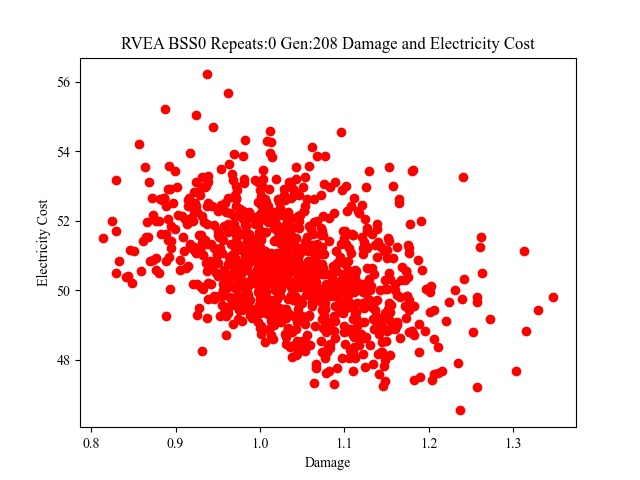 RVEA BSS0 Repeats:0 Gen:208 Damage and Electricity Cost
56
54
52
50
48
Electricity Cost
0.8 0.9 1.0 1.1 1.2 1.3
Damage